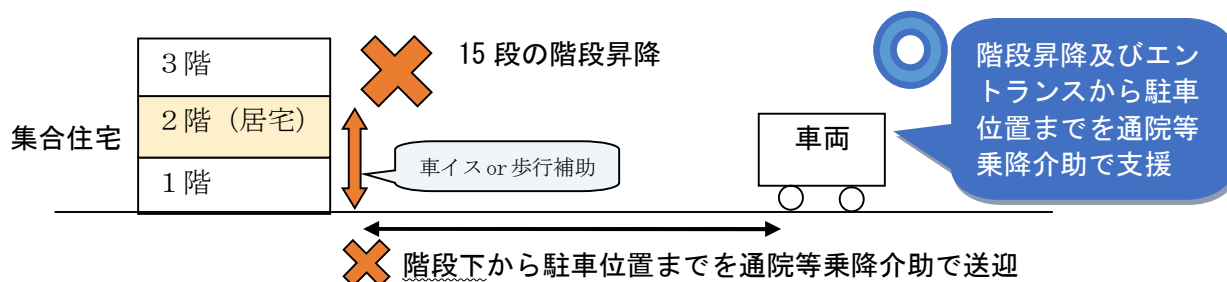 15 段の階段昇降
３階
２階（居宅）
１階
集合住宅
車イス or 歩行補助
車両
階段昇降及びエン
トランスから駐車
位置までを通院等
乗降介助で支援
階段下から駐車位置までを通院等乗降介助で送迎